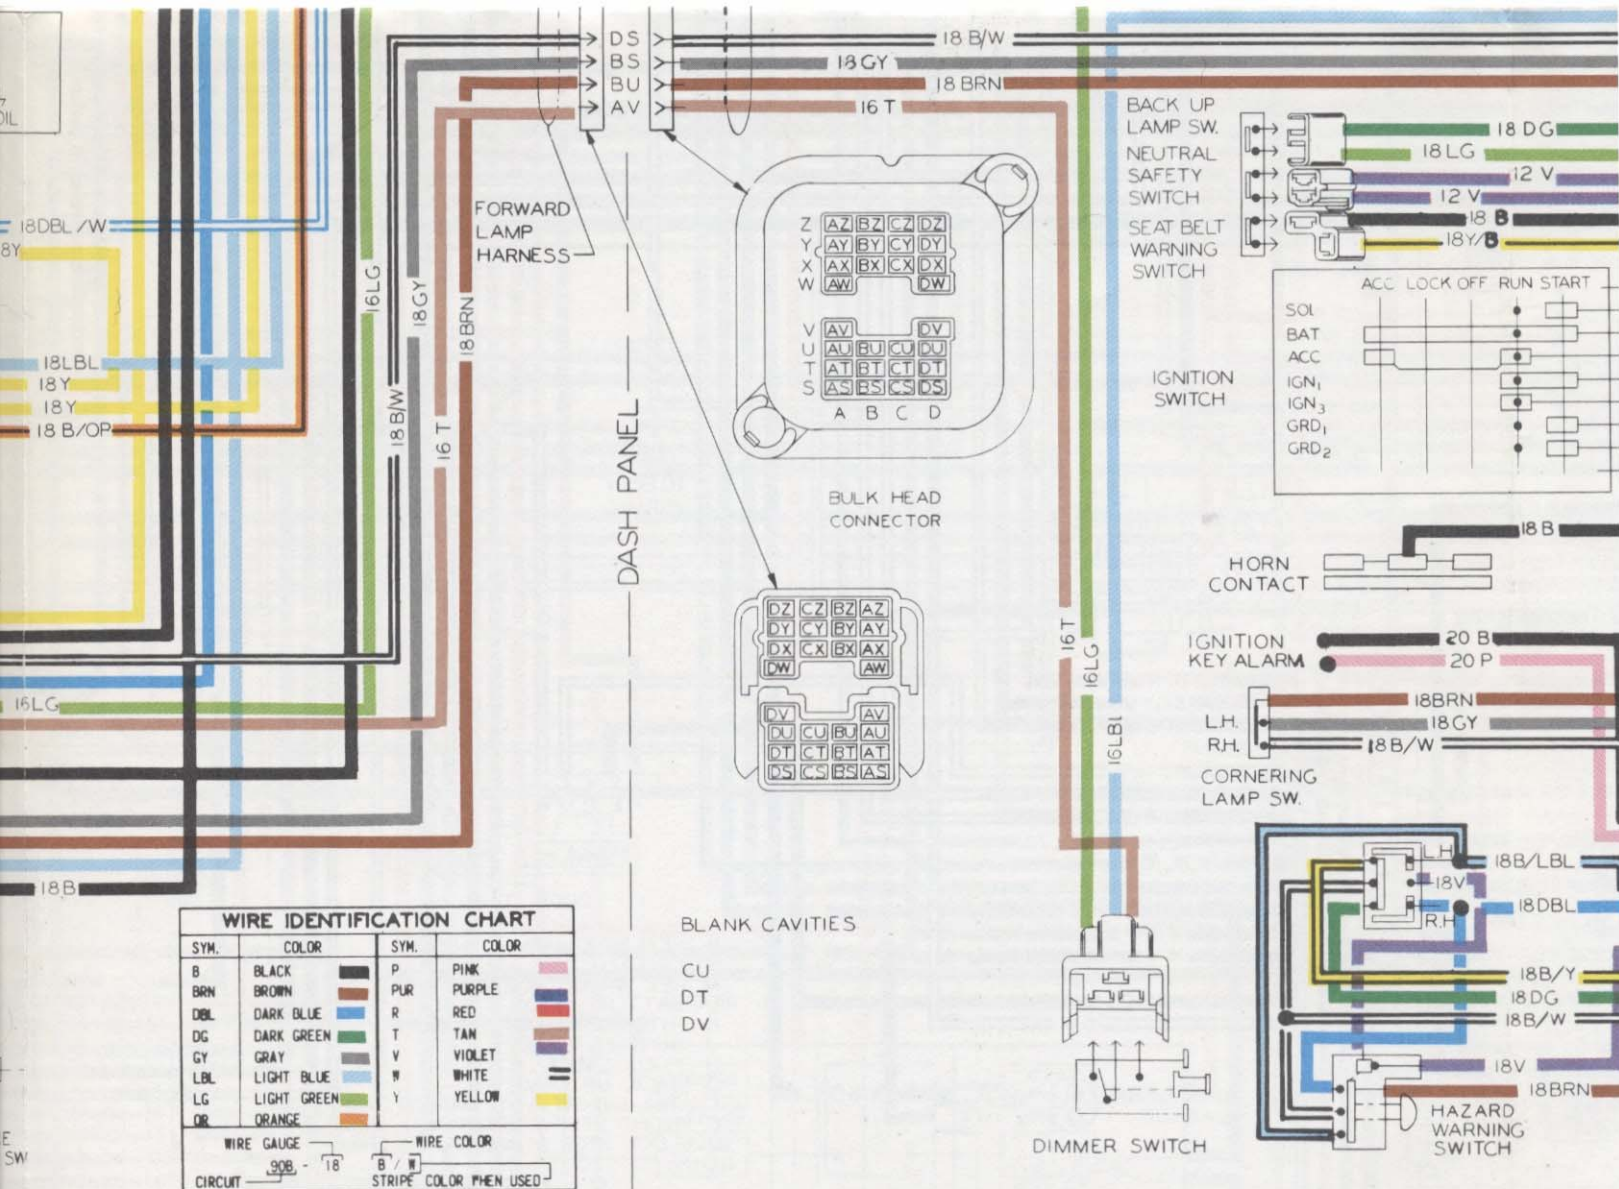 DS
BS
BU
AV
18 B/W
18 GY
18 BRN
16 T
FORWARD
LAMP
HARNESS
DASH PANEL
18DBL/W
18LBL
18Y
18Y
18 B/OP
16LG
18B
16LG
18GY
18BRN
18B/W
16 T
Z AZ BZ CZ DZ
Y AY BY CY DY
X AX BX CX DX
W AW DW
V AV DV
U AU BU CU DU
T AT BT CT DT
S AS BS CS DS
A B C D
BULK HEAD
CONNECTOR
DZ CZ BZ AZ
DY CY BY AY
DX CX BX AX
DW AW
DV AV
DU CU BU AU
DT CT BT AT
DS CS BS AS
BLANK CAVITIES
CU
DT
DV
16T
16LG
16LBL
DIMMER SWITCH
BACK UP
LAMP SW.
NEUTRAL
SAFETY
SWITCH
SEAT BELT
WARNING
SWITCH
18 DG
18 LG
12 V
12 V
18 B
18Y/B
IGNITION
SWITCH
ACC LOCK OFF RUN START
SOL
BAT
ACC
IGN1
IGN3
GRD1
GRD2
HORN
CONTACT
18 B
IGNITION
KEY ALARM
20 B
20 P
18BRN
L.H. 18GY
R.H. 18B/W
CORNERING
LAMP SW.
L.H
18B/LBL
18V
18DBL
R.H
18B/Y
18DG
18B/W
18V
18BRN
HAZARD
WARNING
SWITCH
WIRE IDENTIFICATION CHART
SYM. COLOR SYM. COLOR
B BLACK P PINK
BRN BROWN PUR PURPLE
DBL DARK BLUE R RED
DG DARK GREEN T TAN
GY GRAY V VIOLET
LBL LIGHT BLUE W WHITE
LG LIGHT GREEN Y YELLOW
OR ORANGE
WIRE GAUGE WIRE COLOR
90B - 18 B / W
CIRCUIT STRIPE COLOR WHEN USED